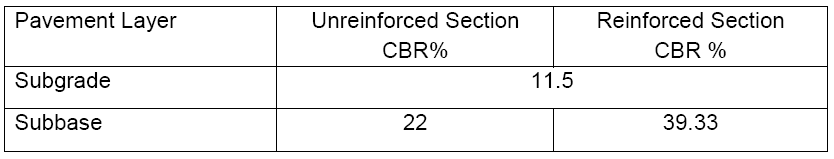 Pavement Layer Unreinforced Section Reinforced Section
CBR% CBR %
Subgrade 11.5
Subbase 22 39.33